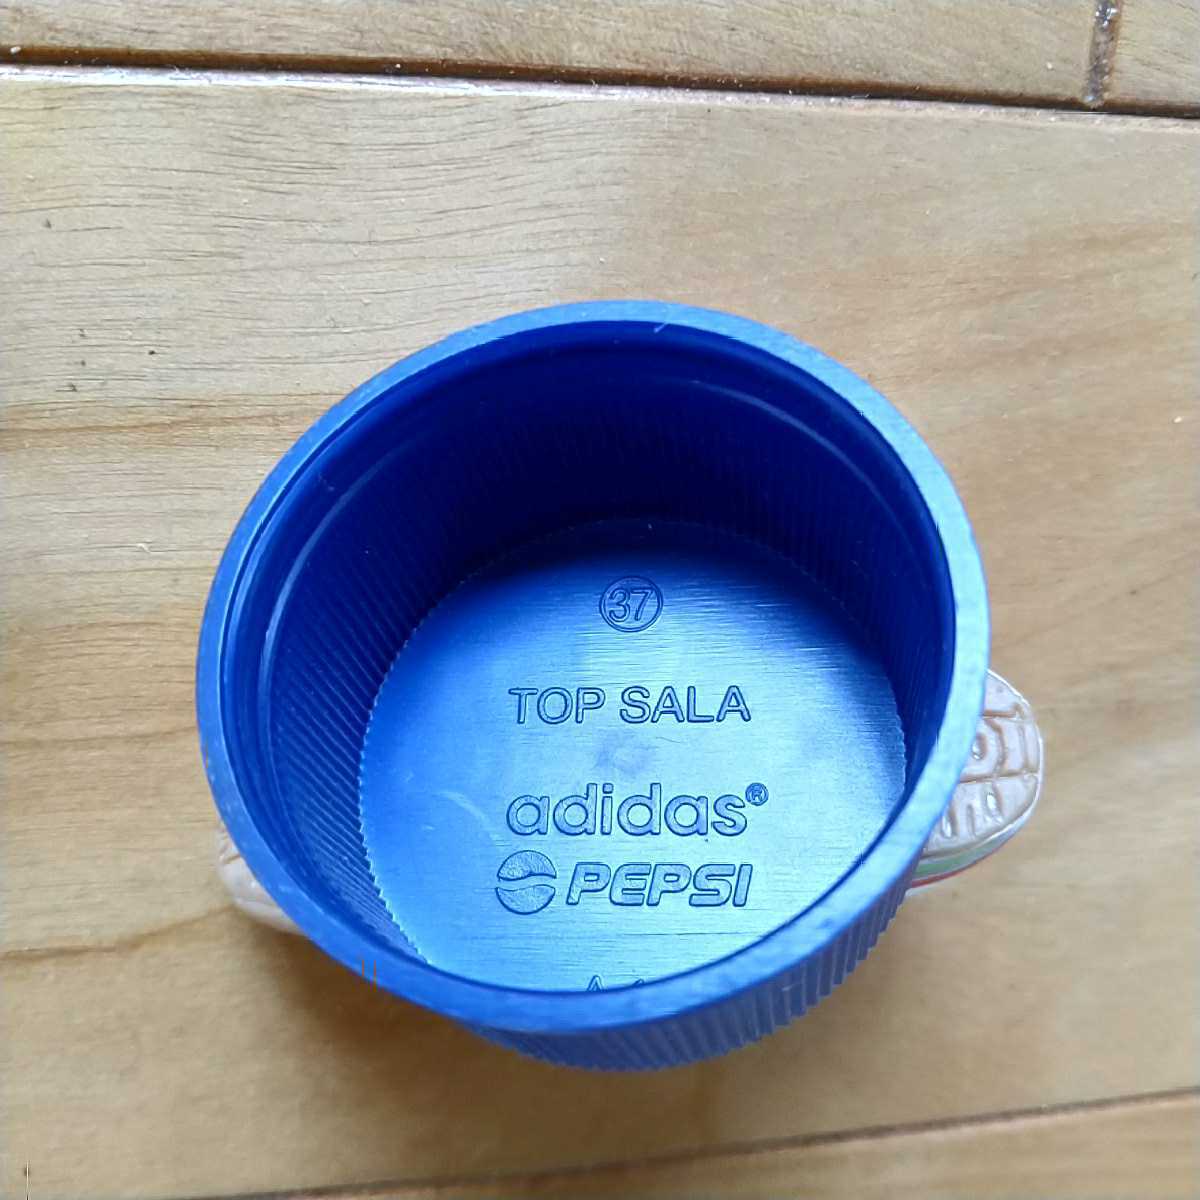 37
TOP SALA
adidas®
PEPSI